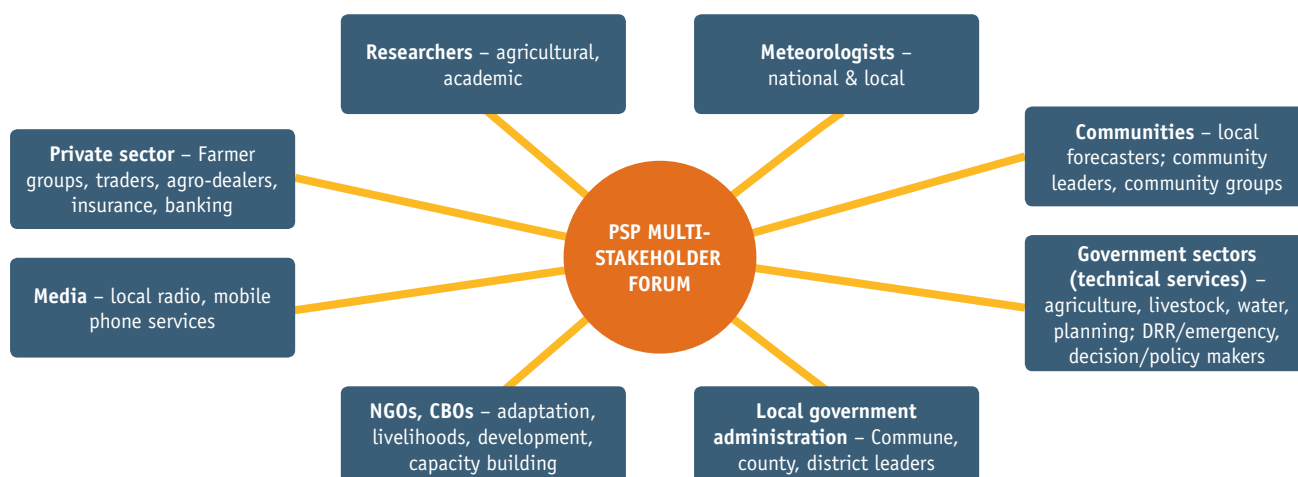 Researchers – agricultural,
academic
Meteorologists –
national & local
Private sector – Farmer
groups, traders, agro-dealers,
insurance, banking
Communities – local
forecasters; community
leaders, community groups
PSP MULTI-
STAKEHOLDER
FORUM
Media – local radio, mobile
phone services
Government sectors
(technical services) –
agriculture, livestock, water,
planning; DRR/emergency,
decision/policy makers
NGOs, CBOs – adaptation,
livelihoods, development,
capacity building
Local government
administration – Commune,
county, district leaders